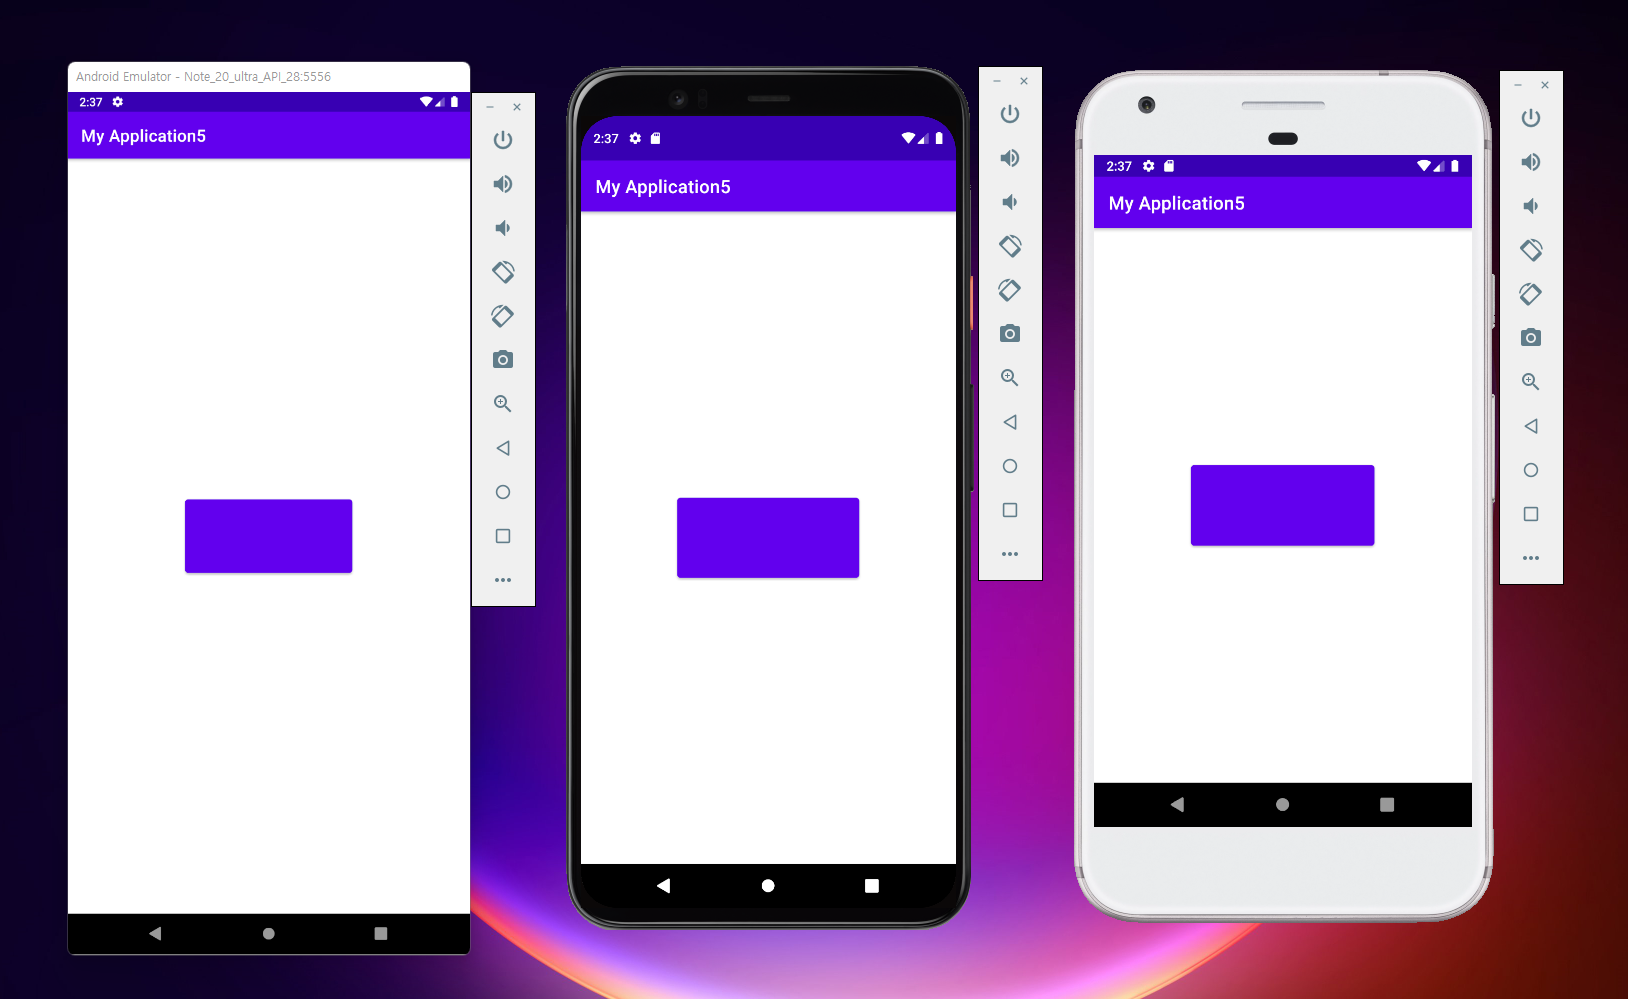 Android Emulator - Note_20_ultra_API_28:5556
2:37
My Application5
2:37
My Application5
2:37
My Application5